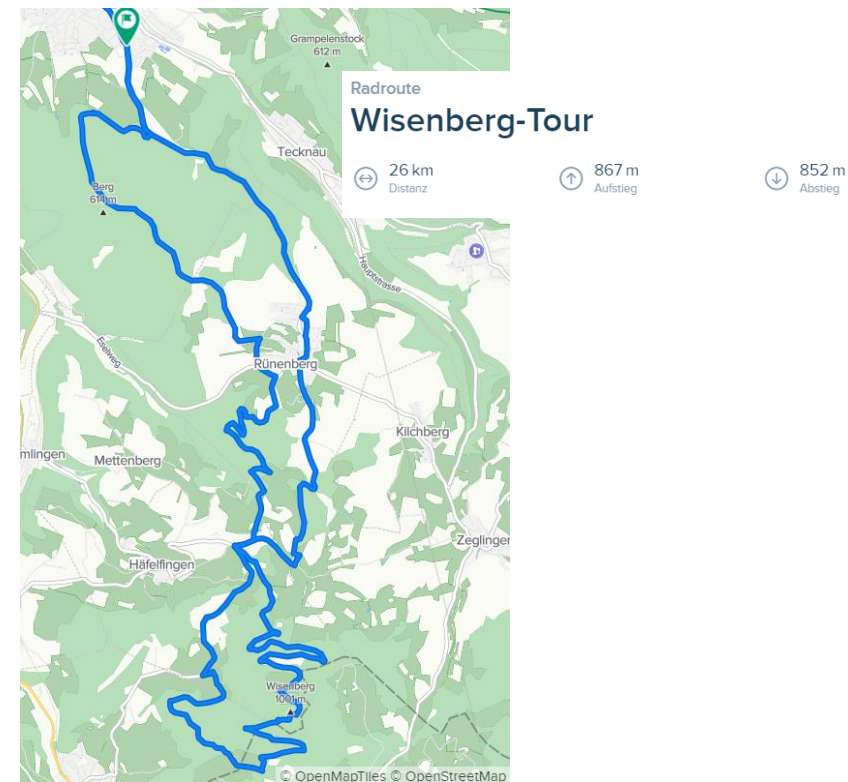 Grampelenstock
612 m
Radroute
Wisenberg-Tour
26 km
Distanz
867 m
Aufstieg
852 m
Abstieg
Tecknau
Berg
614 m
Hauptstrasse
Eselweg
Rünenberg
Kilchberg
mlingen
Mettenberg
Zeglingen
Häfelfingen
Wisenberg
1001 m
© OpenMapTiles © OpenStreetMap